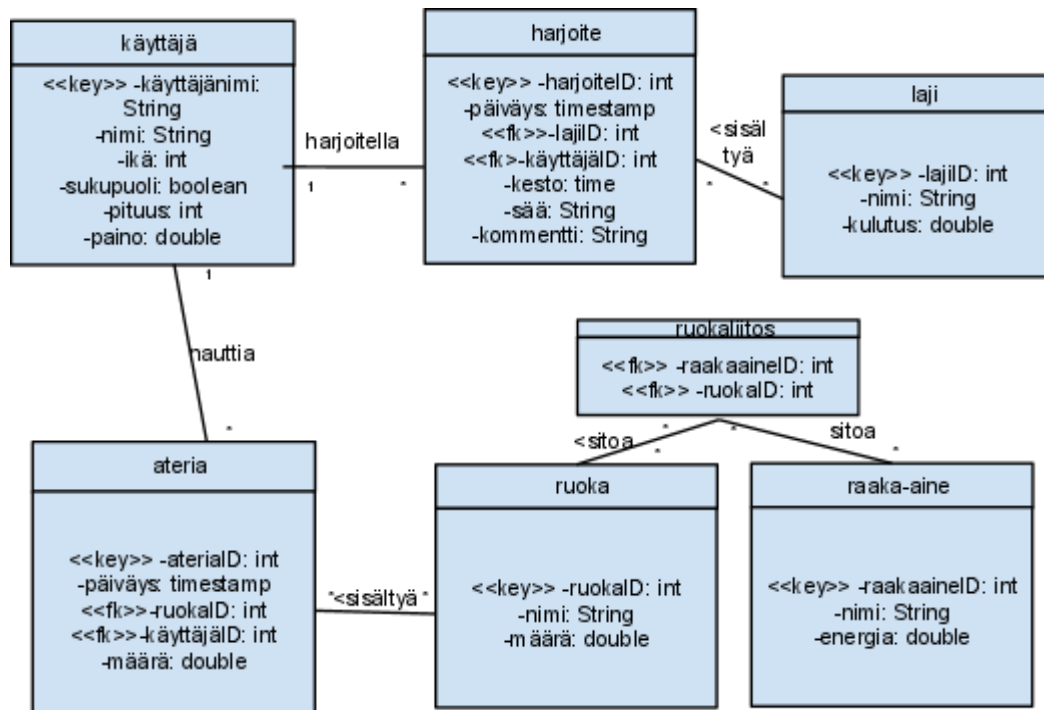 käyttäjä
<<key>> -käyttäjänimi:
String
-nimi: String
-ikä: int
-sukupuoli: boolean
-pituus: int
-paino: double
harjoitella
1
*
harjoite
<<key>> -harjoiteID: int
-päiväys: timestamp
<<fk>>-lajiID: int
<<fk>-käyttäjäID: int
-kesto: time
-sää: String
-kommentti: String
<sisäl
tyä
*
*
laji
<<key>> -lajiID: int
-nimi: String
-kulutus: double
1
nauttia
*
ruokaliitos
<<fk>> -raakaaineID: int
<<fk>> -ruokaID: int
<sitoa
*
*
sitoa
*
*
ateria
<<key>> -ateriaID: int
-päiväys: timestamp
<<fk>>-ruokaID: int
<<fk>>-käyttäjäID: int
-määrä: double
*<sisältyä *
ruoka
<<key>> -ruokaID: int
-nimi: String
-määrä: double
raaka-aine
<<key>> -raakaaineID: int
-nimi: String
-energia: double